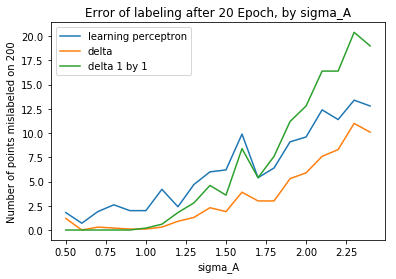 Error of labeling after 20 Epoch, by sigma_A
learning perceptron
delta
delta 1 by 1
Number of points mislabeled on 200
20.0
17.5
15.0
12.5
10.0
7.5
5.0
2.5
0.0
0.50 0.75 1.00 1.25 1.50 1.75 2.00 2.25
sigma_A